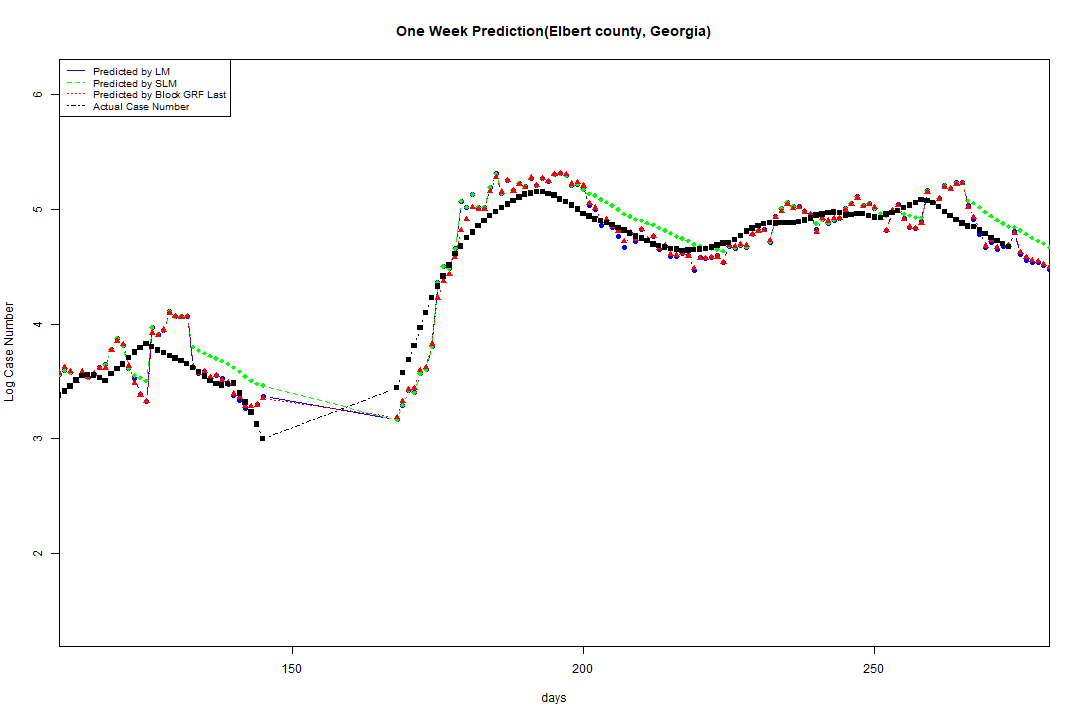 One Week Prediction(Elbert county, Georgia)
Predicted by LM
Predicted by SLM
Predicted by Block GRF Last
Actual Case Number
6
5
4
3
2
Log Case Number
150 200 250
days